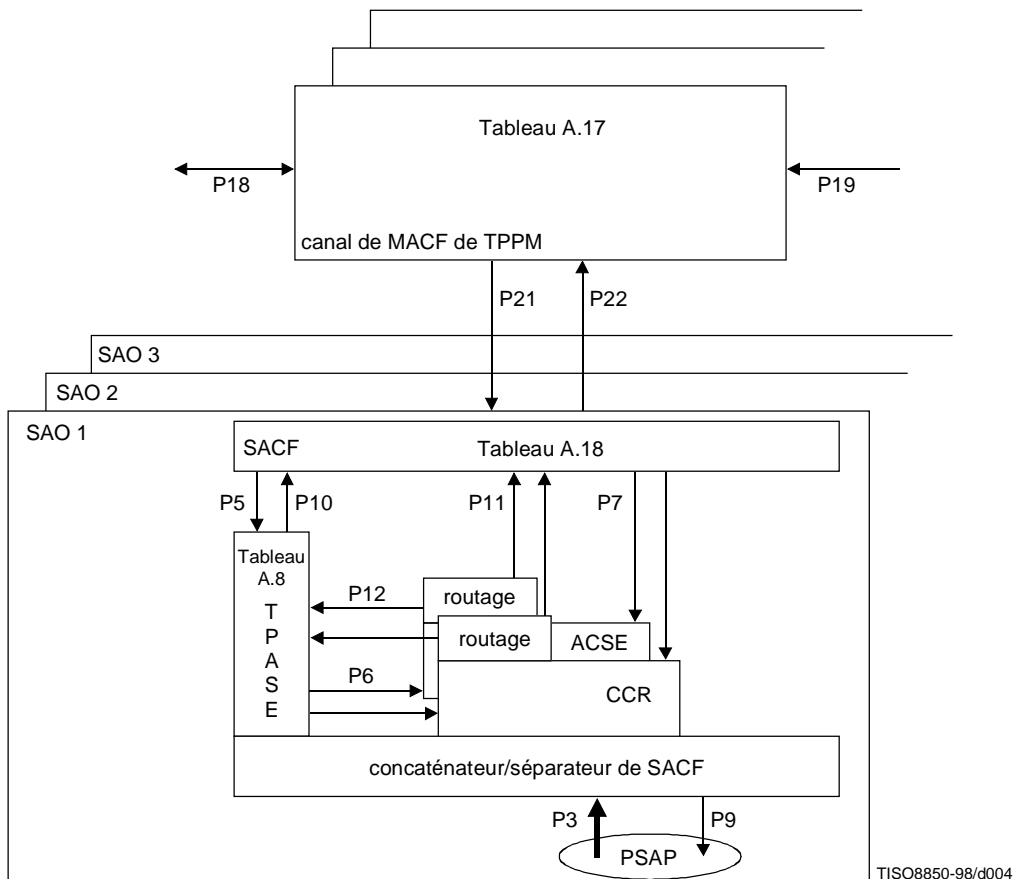 Tableau A.17
P18
P19
canal de MACF de TPPM
P21
P22
SAO 3
SAO 2
SAO 1
SACF
Tableau A.18
P5
P10
P11
P7
Tableau
A.8
T
P
A
S
E
P12
routage
routage
ACSE
P6
CCR
concaténateur/séparateur de SACF
P3
P9
PSAP
TISO8850-98/d004